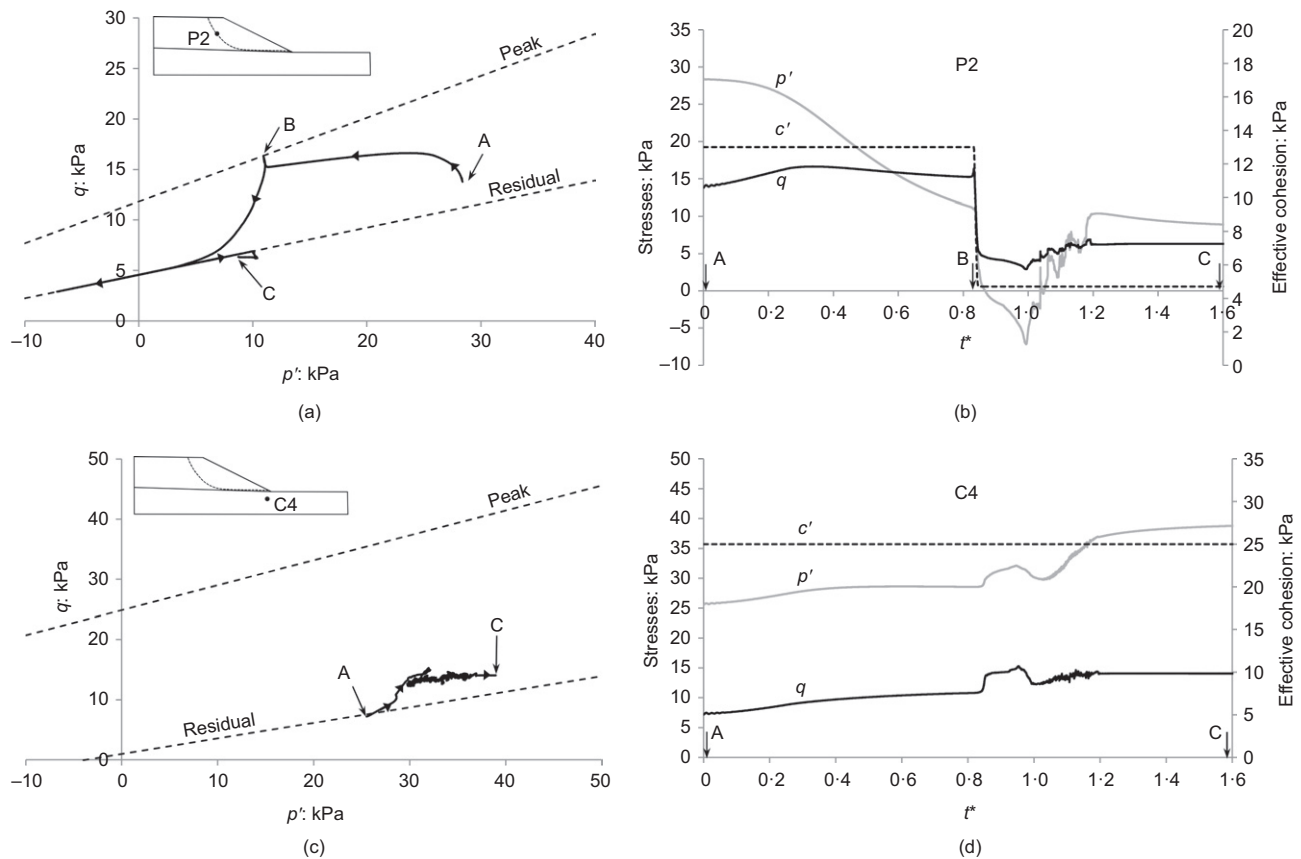 30
25
20
15
10
5
0
q: kPa
P2
Peak
B
A
Residual
C
–10
0
10
20
30
40
p′: kPa
(a)
35
30
25
20
15
10
5
0
–5
–10
Stresses: kPa
P2
p′
c′
q
A
B
C
0
0·2
0·4
0·6
0·8
1·0
1·2
1·4
1·6
t*
20
18
16
14
12
10
8
6
4
2
0
Effective cohesion: kPa
(b)
50
40
30
20
10
0
q: kPa
C4
Peak
A
C
Residual
–10
0
10
20
30
40
50
p′: kPa
(c)
50
45
40
35
30
25
20
15
10
5
0
Stresses: kPa
C4
c′
p′
q
A
C
0
0·2
0·4
0·6
0·8
1·0
1·2
1·4
1·6
t*
35
30
25
20
15
10
5
0
Effective cohesion: kPa
(d)